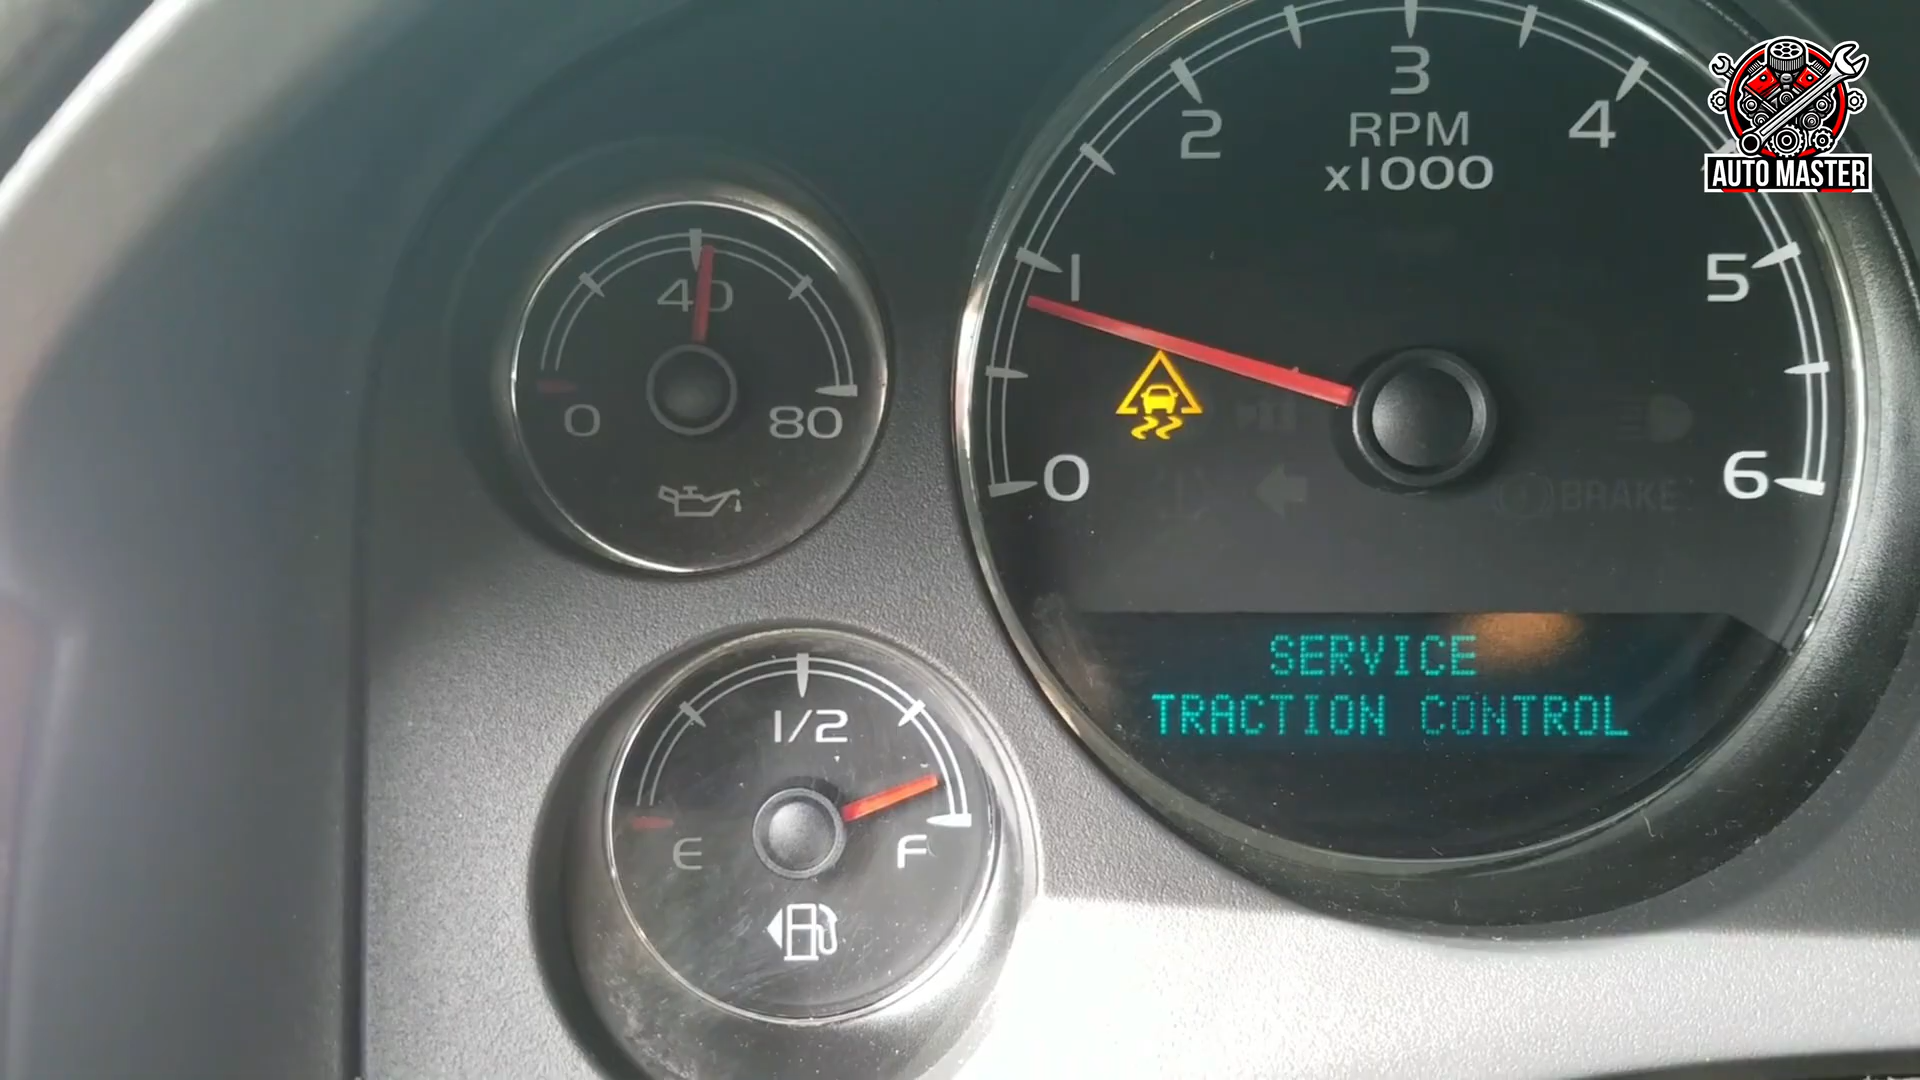 3
2
4
RPM
x1000
AUTO MASTER
1
5
40
0
80
0
6
BRAKE
SERVICE
TRACTION CONTROL
1/2
E
F